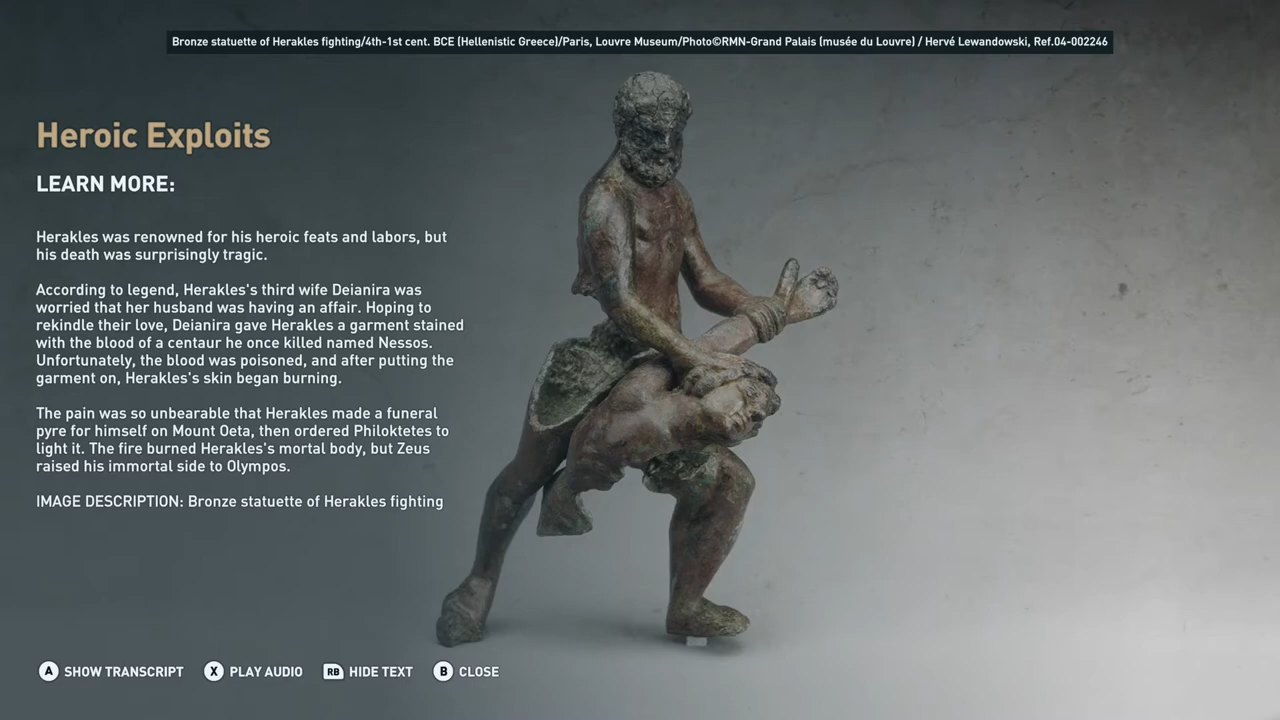 Bronze statuette of Herakles fighting/4th-1st cent. BCE (Hellenistic Greece)/Paris, Louvre Museum/Photo©RMN-Grand Palais (musée du Louvre) / Hervé Lewandowski, Ref.04-002246
Heroic Exploits
LEARN MORE:
Herakles was renowned for his heroic feats and labors, but
his death was surprisingly tragic.
According to legend, Herakles's third wife Deianira was
worried that her husband was having an affair. Hoping to
rekindle their love, Deianira gave Herakles a garment stained
with the blood of a centaur he once killed named Nessos.
Unfortunately, the blood was poisoned, and after putting the
garment on, Herakles's skin began burning.
The pain was so unbearable that Herakles made a funeral
pyre for himself on Mount Oeta, then ordered Philoktetes to
light it. The fire burned Herakles's mortal body, but Zeus
raised his immortal side to Olympos.
IMAGE DESCRIPTION: Bronze statuette of Herakles fighting
A SHOW TRANSCRIPT X PLAY AUDIO RB HIDE TEXT B CLOSE